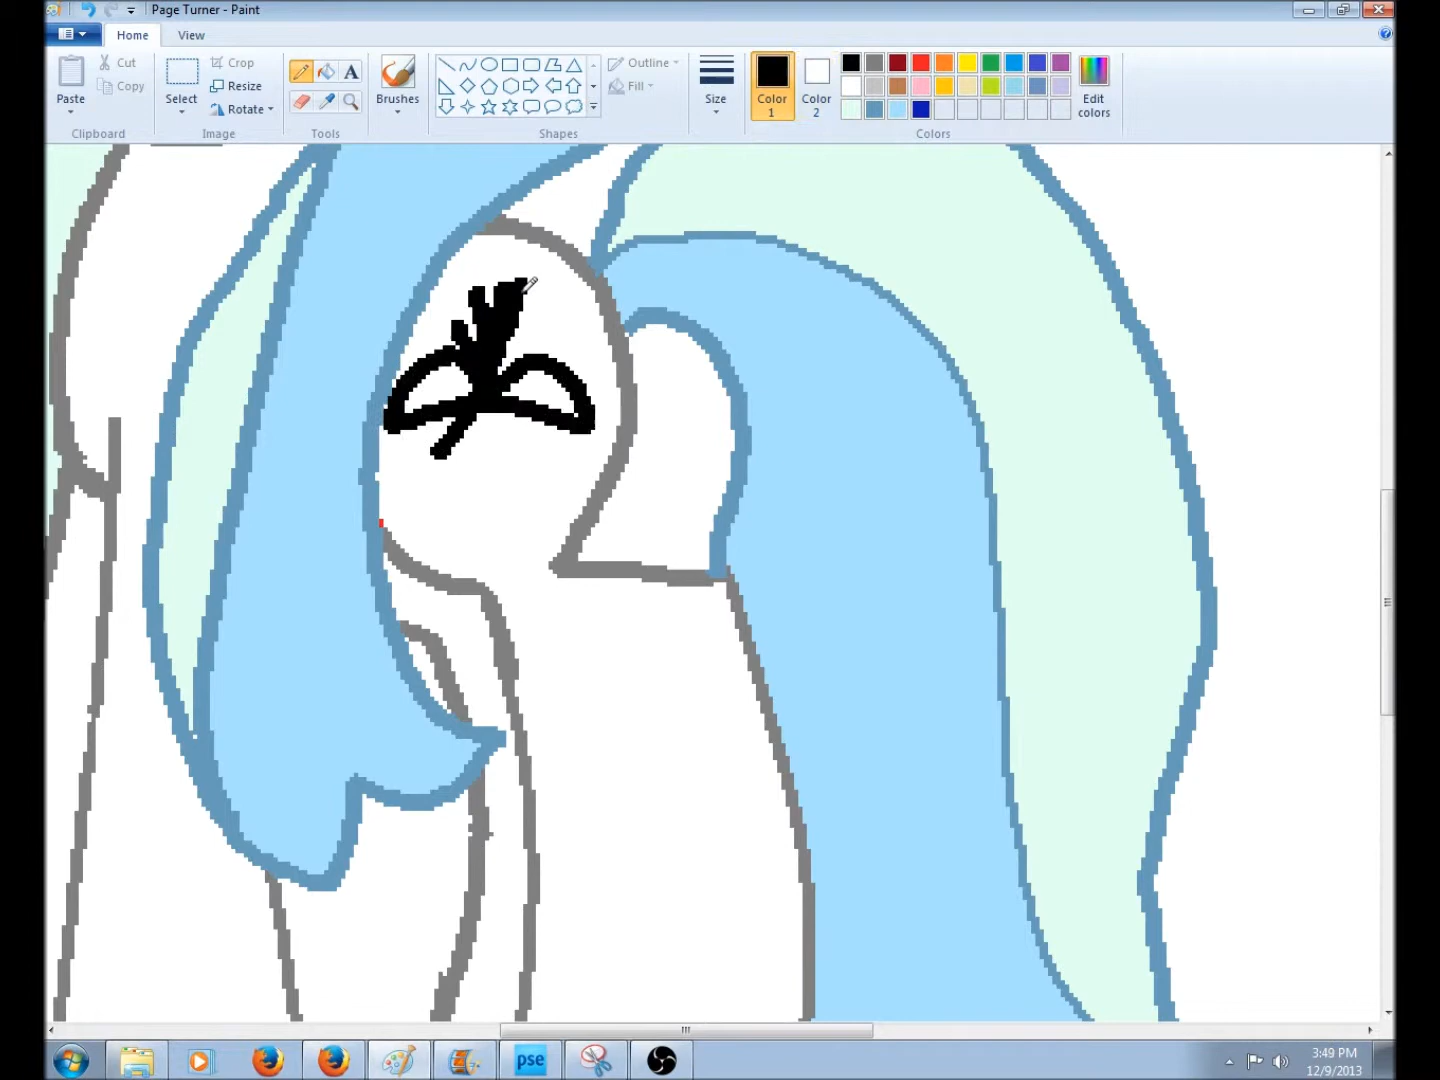 Page Turner - Paint
Home View
Paste
Cut
Copy
Clipboard
Select
Crop
Resize
Rotate
Image
A
Tools
Brushes
Outline
Fill
Shapes
Size
Color 1
Color 2
Edit colors
Colors
pse
3:49 PM
12/9/2013